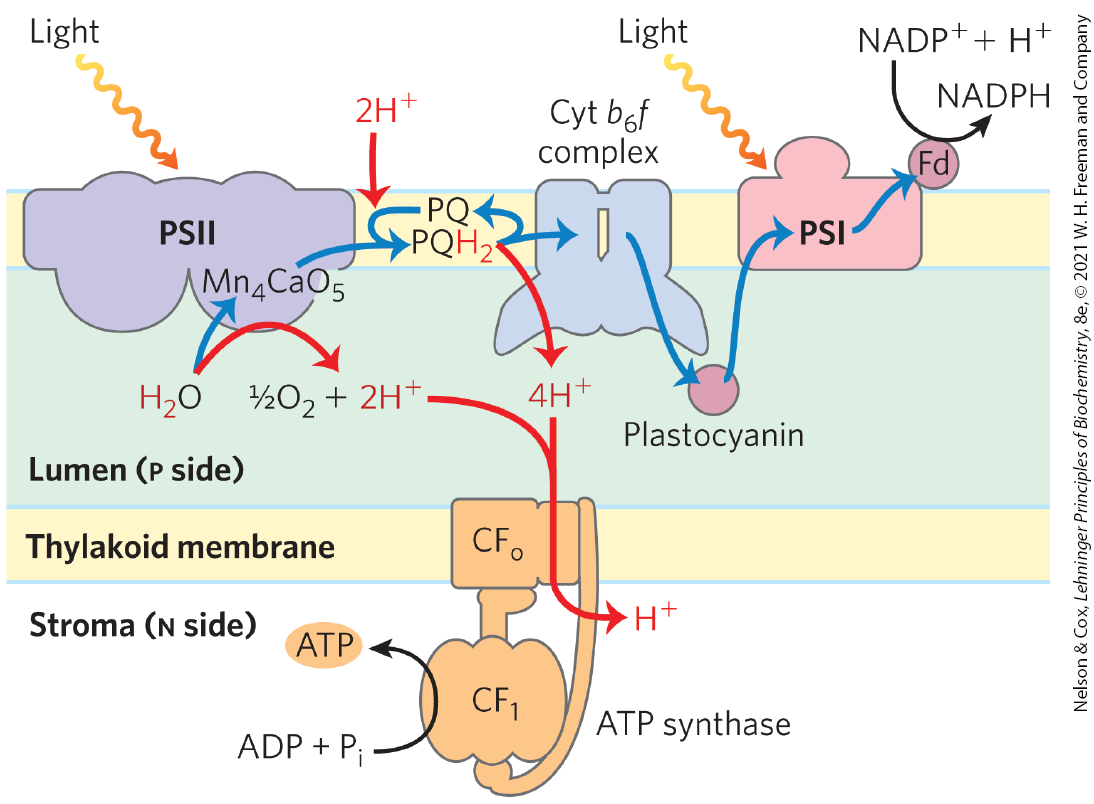 Light
Light
NADP⁺ + H⁺
NADPH
2H⁺
Cyt b₆f
complex
Fd
PQ
PSII
PQH₂
PSI
Mn₄CaO₅
H₂O
½O₂ + 2H⁺
4H⁺
Plastocyanin
Lumen (P side)
CFₒ
Thylakoid membrane
Stroma (N side)
H⁺
ATP
CF₁
ATP synthase
ADP + Pᵢ
Nelson & Cox, Lehninger Principles of Biochemistry, 8e, © 2021 W. H. Freeman and Company